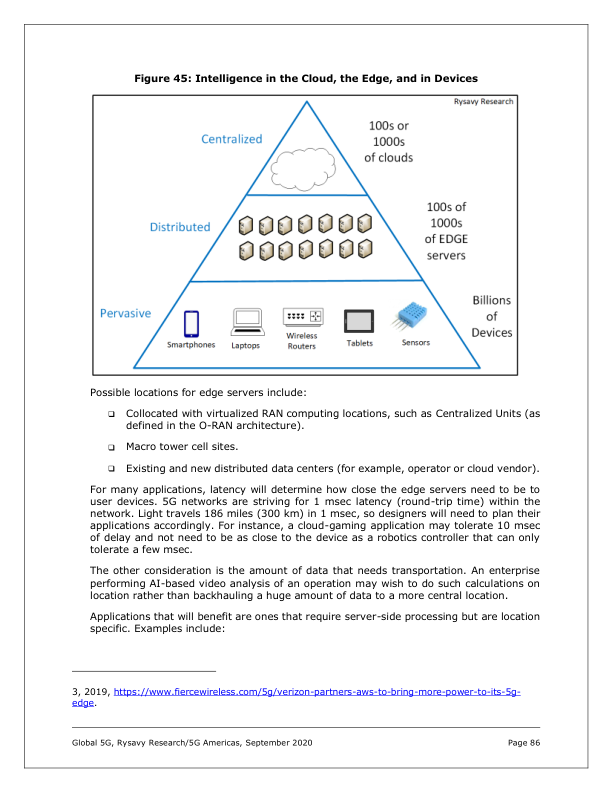 Figure 45: Intelligence in the Cloud, the Edge, and in Devices
Rysavy Research
Centralized
100s or
1000s
of clouds
Distributed
100s of
1000s
of EDGE
servers
Pervasive
Billions
of
Devices
Smartphones
Laptops
Wireless
Routers
Tablets
Sensors
Possible locations for edge servers include:
❑ Collocated with virtualized RAN computing locations, such as Centralized Units (as
defined in the O-RAN architecture).
❑ Macro tower cell sites.
❑ Existing and new distributed data centers (for example, operator or cloud vendor).
For many applications, latency will determine how close the edge servers need to be to
user devices. 5G networks are striving for 1 msec latency (round-trip time) within the
network. Light travels 186 miles (300 km) in 1 msec, so designers will need to plan their
applications accordingly. For instance, a cloud-gaming application may tolerate 10 msec
of delay and not need to be as close to the device as a robotics controller that can only
tolerate a few msec.
The other consideration is the amount of data that needs transportation. An enterprise
performing AI-based video analysis of an operation may wish to do such calculations on
location rather than backhauling a huge amount of data to a more central location.
Applications that will benefit are ones that require server-side processing but are location
specific. Examples include:
3, 2019, https://www.fiercewireless.com/5g/verizon-partners-aws-to-bring-more-power-to-its-5g-
edge.
Global 5G, Rysavy Research/5G Americas, September 2020 Page 86